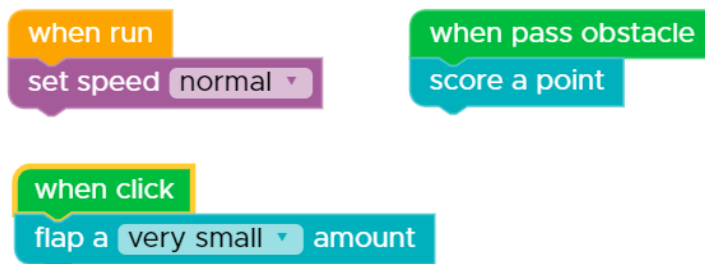 when run
set speed normal
when pass obstacle
score a point
when click
flap a very small amount